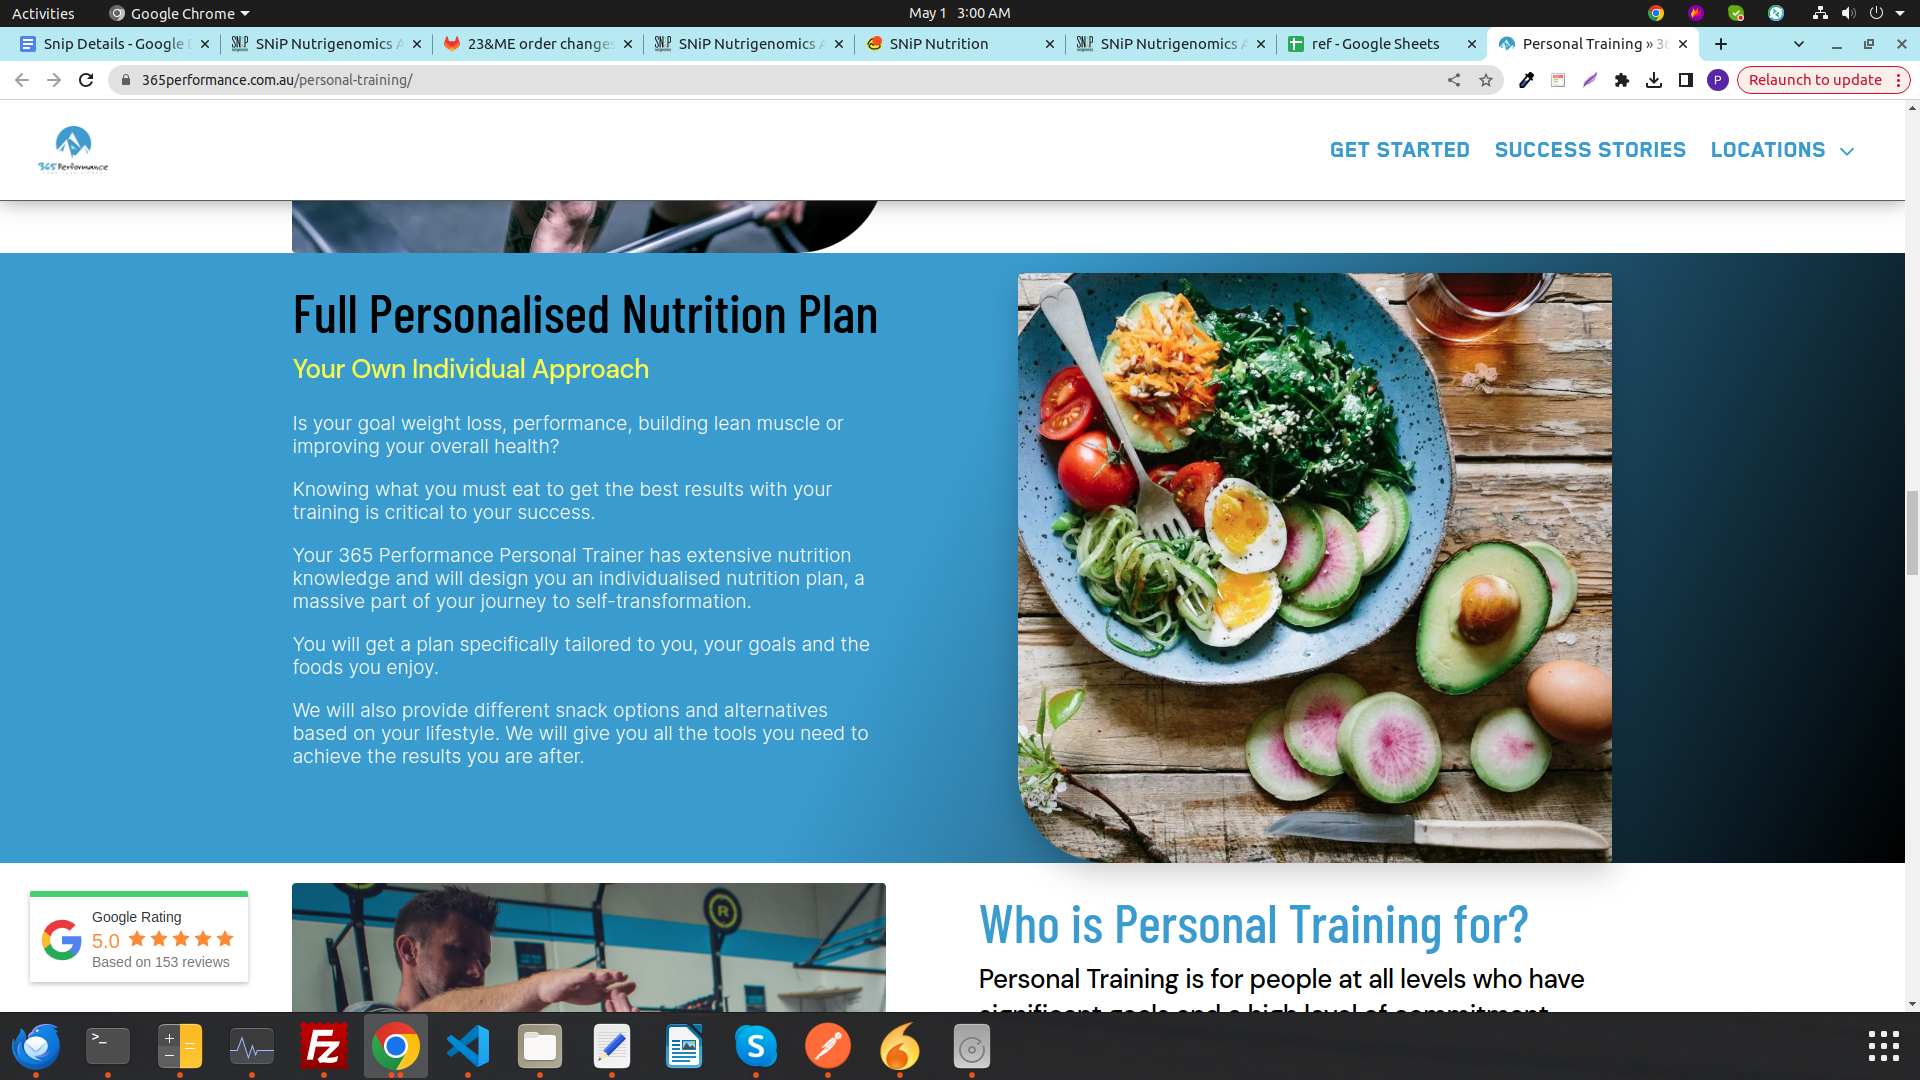 Activities
Google Chrome
May 1 3:00 AM
Snip Details - Google
SNiP Nutrigenomics
23&ME order changes
SNiP Nutrigenomics
SNiP Nutrition
SNiP Nutrigenomics
ref - Google Sheets
Personal Training »
365performance.com.au/personal-training/
P
Relaunch to update
365 Performance
GET STARTED
SUCCESS STORIES
LOCATIONS
Full Personalised Nutrition Plan
Your Own Individual Approach
Is your goal weight loss, performance, building lean muscle or
improving your overall health?
Knowing what you must eat to get the best results with your
training is critical to your success.
Your 365 Performance Personal Trainer has extensive nutrition
knowledge and will design you an individualised nutrition plan, a
massive part of your journey to self-transformation.
You will get a plan specifically tailored to you, your goals and the
foods you enjoy.
We will also provide different snack options and alternatives
based on your lifestyle. We will give you all the tools you need to
achieve the results you are after.
Google Rating
5.0
Based on 153 reviews
Who is Personal Training for?
Personal Training is for people at all levels who have
significant goals and a high level of commitment